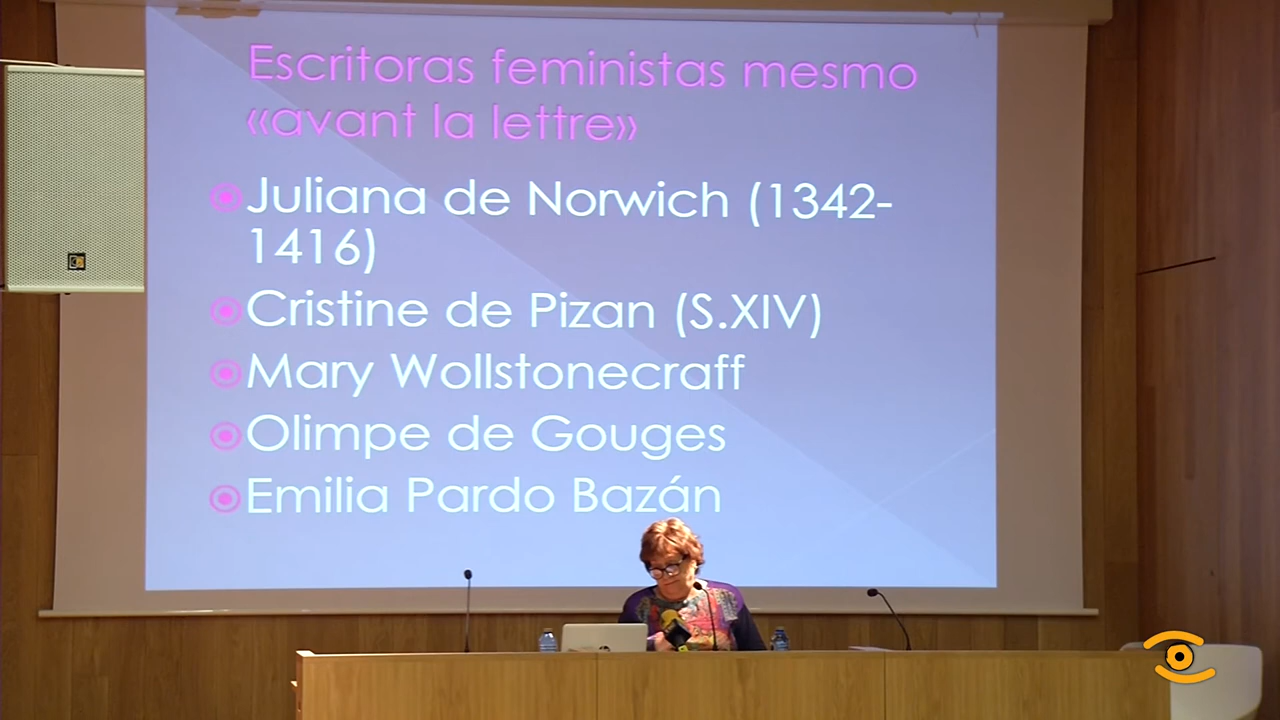 Escritoras feministas mesmo
«avant la lettre»
Juliana de Norwich (1342-
1416)
Cristine de Pizan (S.XIV)
Mary Wollstonecraff
Olimpe de Gouges
Emilia Pardo Bazán